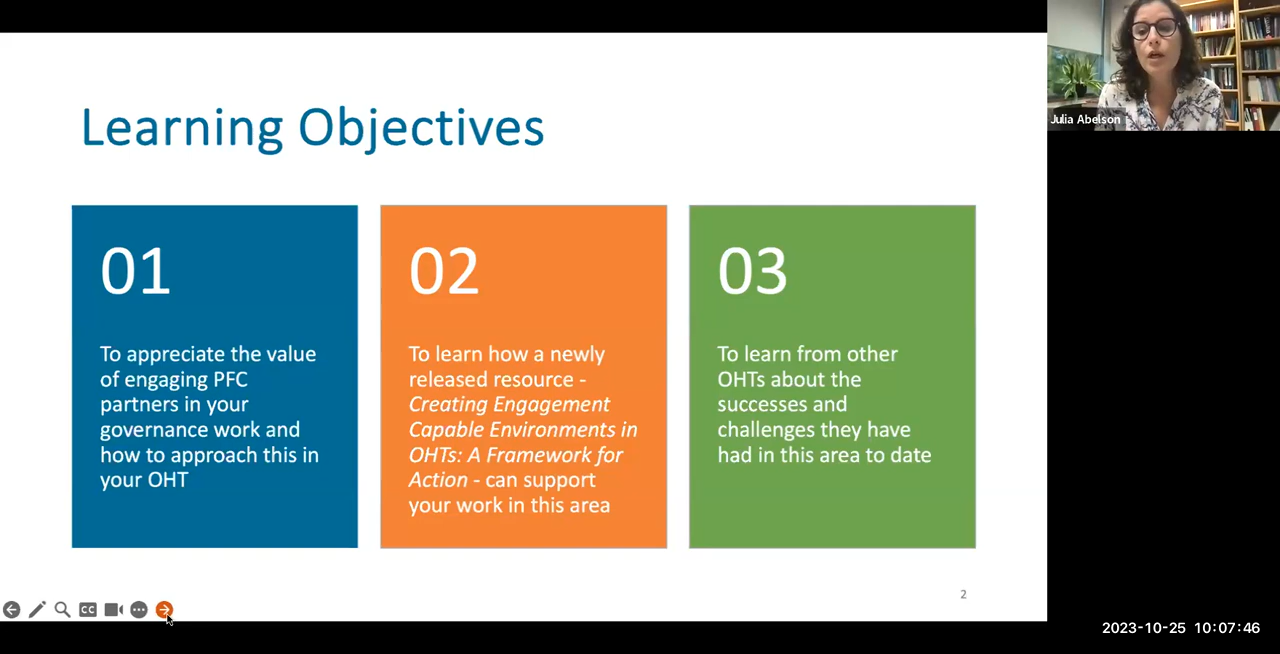 Learning Objectives
01
To appreciate the value
of engaging PFC
partners in your
governance work and
how to approach this in
your OHT
02
To learn how a newly
released resource -
Creating Engagement
Capable Environments in
OHTs: A Framework for
Action - can support
your work in this area
03
To learn from other
OHTs about the
successes and
challenges they have
had in this area to date
2
CC
Julia Abelson
2023-10-25 10:07:46